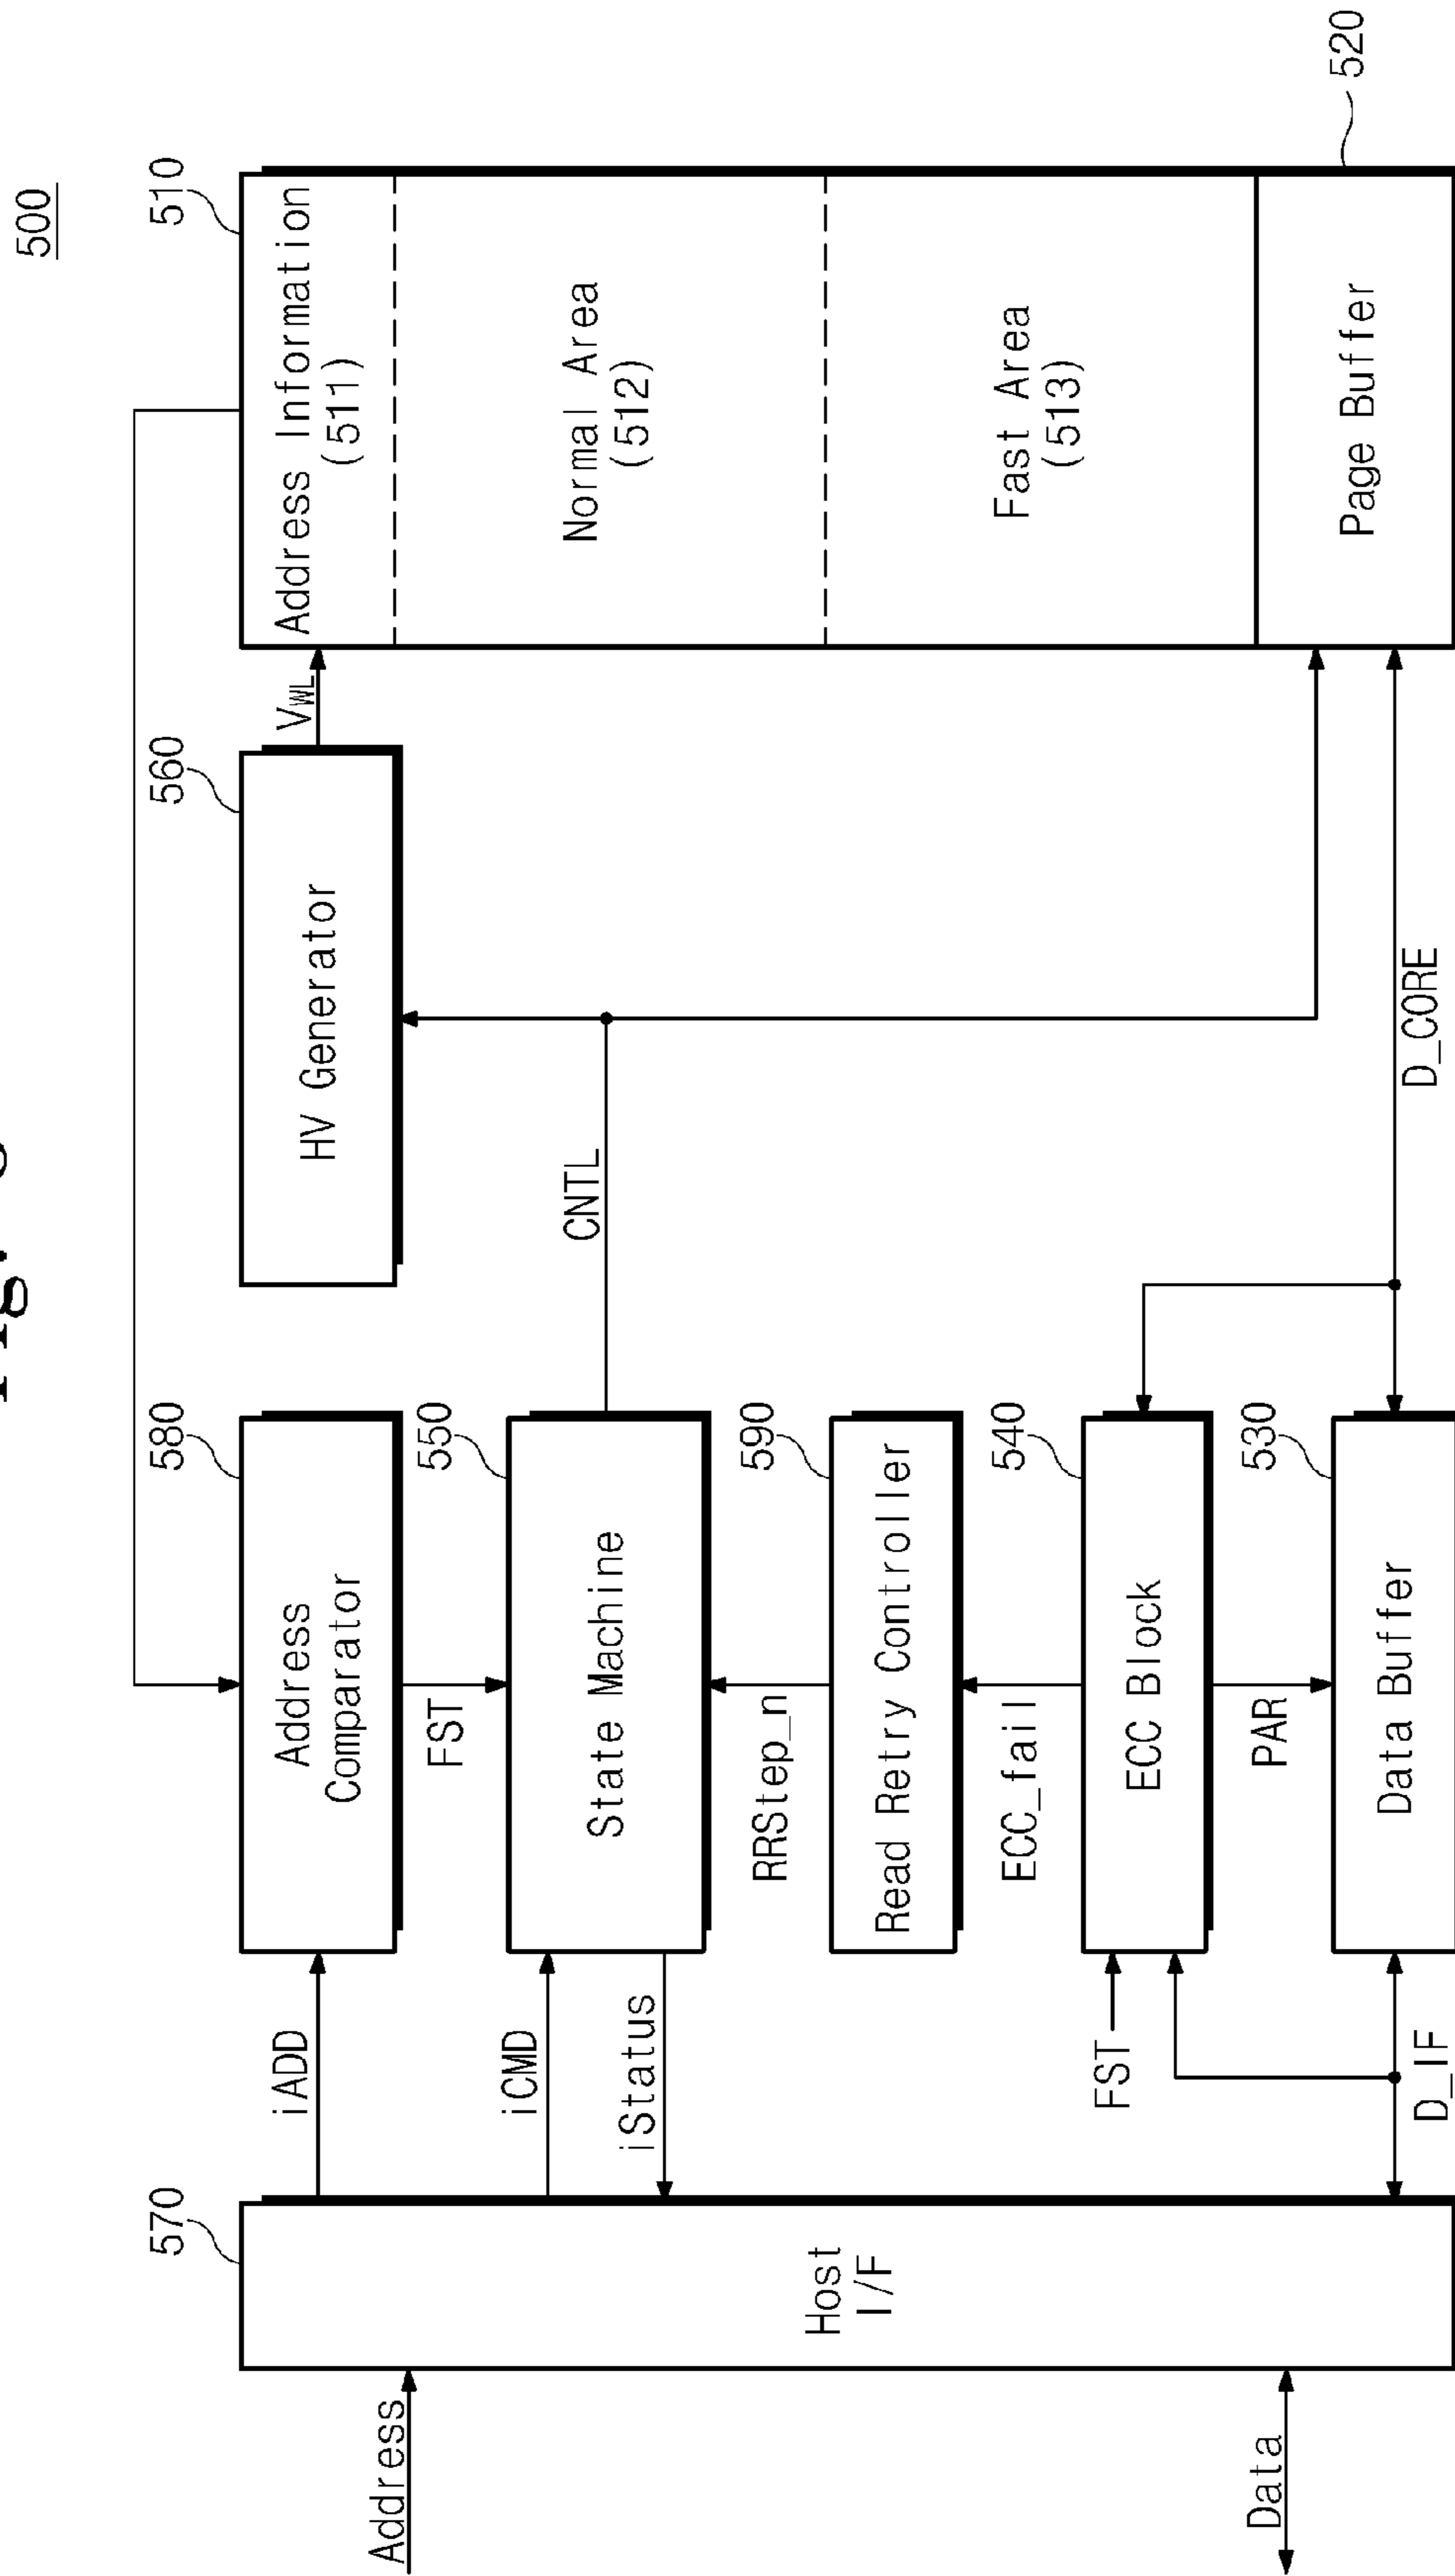 500
510
Address Information
(511)
Normal Area
(512)
Fast Area
(513)
Page Buffer
520
560
HV Generator
VWL
CNTL
D_CORE
580
Address
Comparator
FST
550
State Machine
RRStep_n
590
Read Retry Controller
ECC_fail
540
ECC Block
PAR
530
Data Buffer
iADD
iCMD
iStatus
FST
D_IF
570
Host
I/F
Address
Data